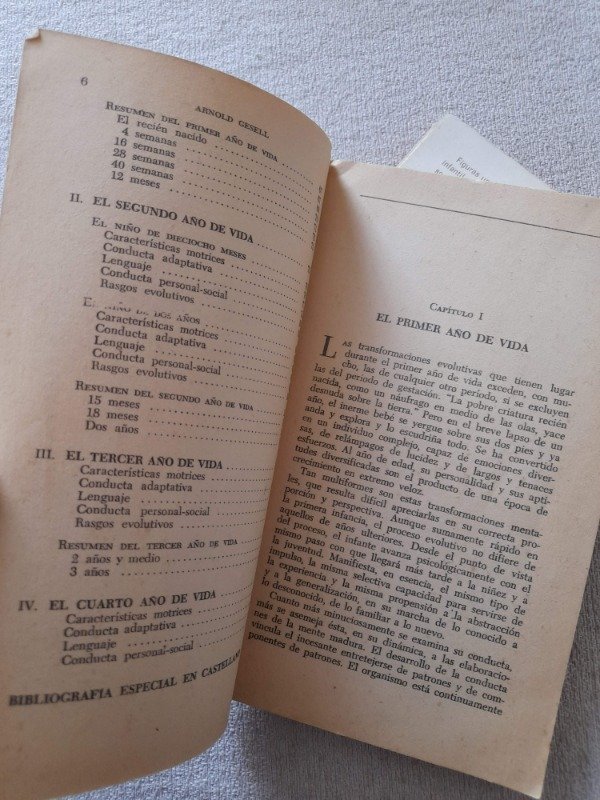 6
ARNOLD GESELL
RESUMEN DEL PRIMER AÑO DE VIDA
El recién nacido
4 semanas
16 semanas
28 semanas
40 semanas
12 meses
II. EL SEGUNDO AÑO DE VIDA
EL NIÑO DE DIECIOCHO MESES
Características motrices
Conducta adaptativa
Lenguaje
Conducta personal-social
Rasgos evolutivos
EL NIÑO DE DOS AÑOS
Características motrices
Conducta adaptativa
Lenguaje
Conducta personal-social
Rasgos evolutivos
RESUMEN DEL SEGUNDO AÑO DE VIDA
15 meses
18 meses
Dos años
III. EL TERCER AÑO DE VIDA
Características motrices
Conducta adaptativa
Lenguaje
Conducta personal-social
Rasgos evolutivos
RESUMEN DEL TERCER AÑO DE VIDA
2 años y medio
3 años
IV. EL CUARTO AÑO DE VIDA
Características motrices
Conducta adaptativa
Lenguaje
Conducta personal-social
BIBLIOGRAFIA ESPECIAL EN
Figuras
CAPÍTULO I
EL PRIMER AÑO DE VIDA
LAS transformaciones evolutivas que tienen lugar
durante el primer año de vida exceden, con mu-
cho, las de cualquier otro período, si se excluyen
las del período de gestación. "La pobre criatura recién
nacida, como un náufrago en medio de las olas, yace
desnuda sobre la tierra." Pero en el breve lapso de un
año, el inerme bebé se yergue sobre sus dos pies y ya
anda y explora y lo escudriña todo. Se ha convertido
en un individuo complejo, capaz de emociones diver-
sas, de relámpagos de lucidez y de largos y tenaces
esfuerzos. Al año de edad, su personalidad y sus apti-
tudes diversificadas son el producto de una época de
crecimiento en extremo veloz.
Tan multiformes son estas transformaciones menta-
les, que resulta difícil apreciarlas en su correcta pro-
porción y perspectiva. Aunque sumamente rápido en
la primera infancia, el proceso evolutivo no difiere de
aquellos de años ulteriores. Desde el punto de vista
del proceso, el infante avanza psicológicamente con el
mismo paso con que llegará más tarde a la niñez y a
la juventud. Manifiesta, en esencia, el mismo tipo de
impulso, la misma selectiva capacidad para servirse de
la experiencia y la misma propensión a la abstracción
y a la generalización, en su marcha de lo conocido a
lo desconocido, de lo familiar a lo nuevo.
Cuanto más minuciosamente se examina su conducta,
más se asemeja ésta, en su dinámica, a las elaboracio-
nes de la mente madura. El desarrollo de la conducta
vincula el incesante entretejerse de patrones y de com-
ponentes de patrones. El organismo está continuamente